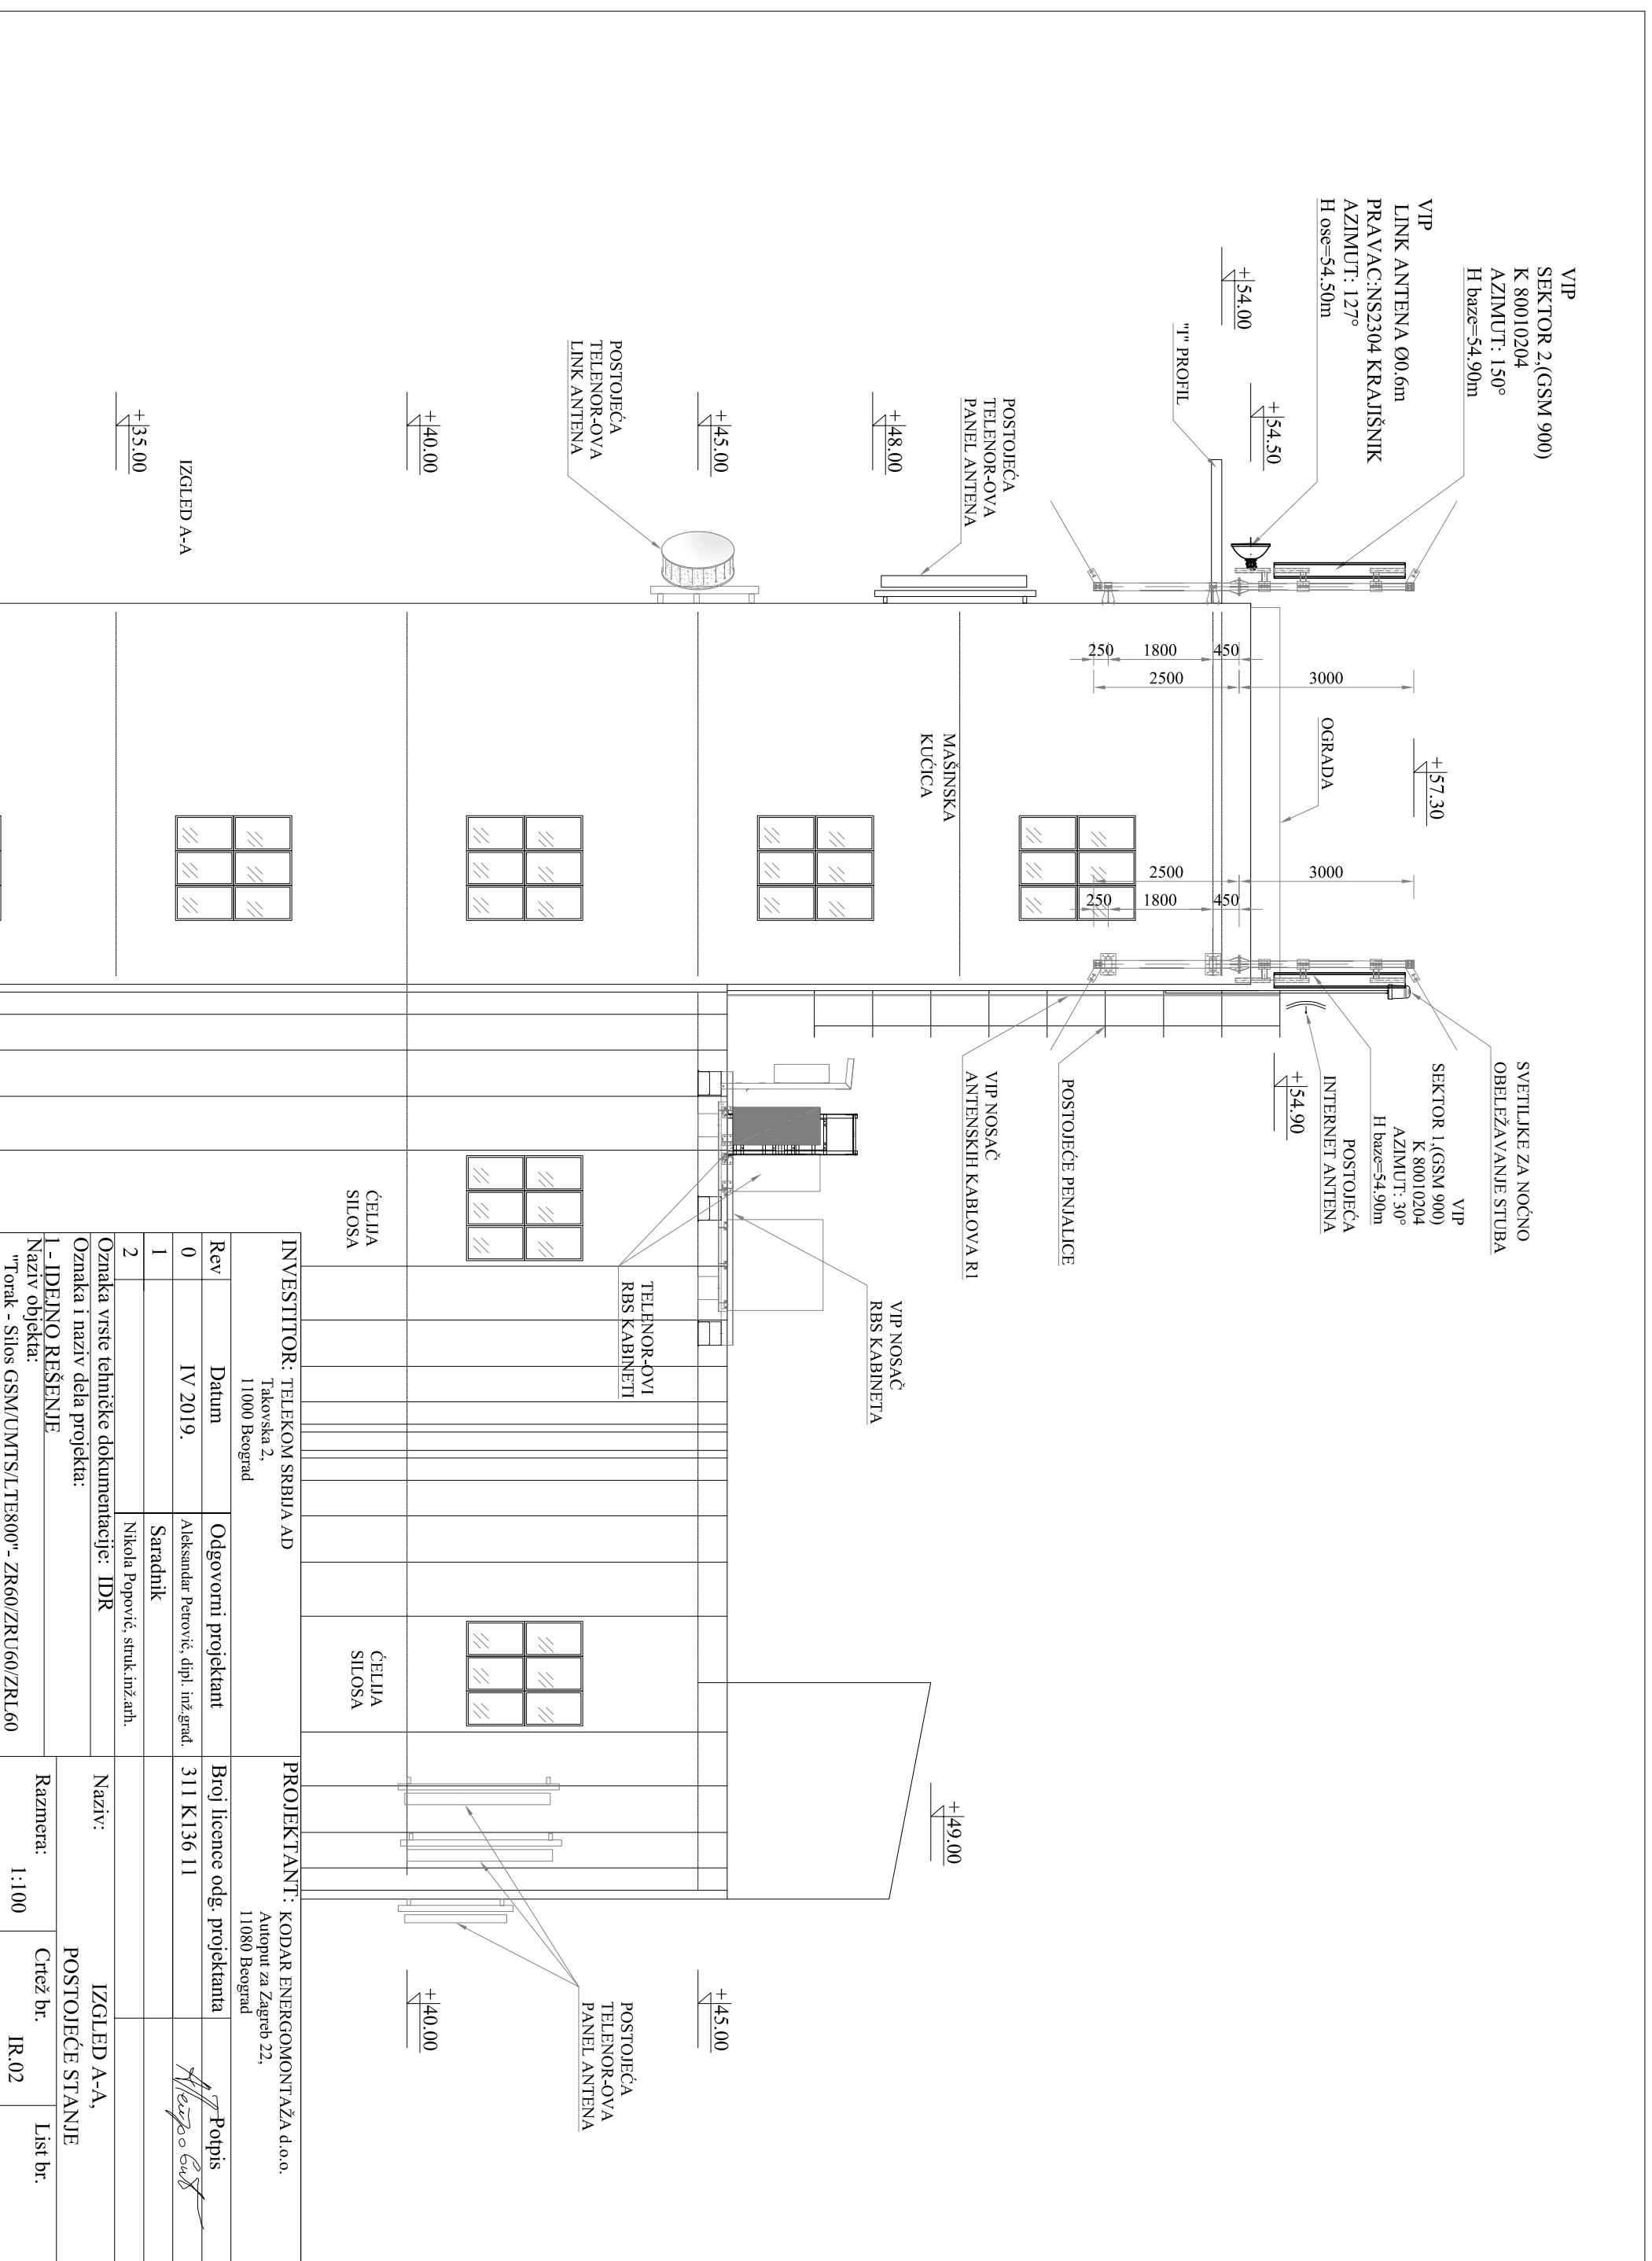 VIP
SEKTOR 2,(GSM 900)
K 80010204
AZIMUT: 150°
H baze=54.90m
VIP
LINK ANTENA Ø0.6m
PRAVAC:NS2304 KRAJIŠNIK
AZIMUT: 127°
H ose=54.50m
+54.00
"I" PROFIL
+54.50
+57.30
OGRADA
SVETILJKE ZA NOĆNO
OBELEŽAVANJE STUBA
VIP
SEKTOR 1,(GSM 900)
K 80010204
AZIMUT: 30°
H baze=54.90m
POSTOJEĆA
INTERNET ANTENA
+54.90
POSTOJEĆE PENJALICE
VIP NOSAČ
ANTENSKIH KABLOVA R1
3000
2500
450
1800
250
3000
2500
450
1800
250
POSTOJEĆA
TELENOR-OVA
PANEL ANTENA
+48.00
MAŠINSKA
KUĆICA
+49.00
VIP NOSAČ
RBS KABINETA
TELENOR-OVI
RBS KABINETI
+45.00
+45.00
POSTOJEĆA
TELENOR-OVA
LINK ANTENA
POSTOJEĆA
TELENOR-OVA
PANEL ANTENA
+40.00
+40.00
ĆELIJA
SILOSA
ĆELIJA
SILOSA
+35.00
IZGLED A-A
INVESTITOR: TELEKOM SRBIJA AD
Takovska 2,
11000 Beograd
PROJEKTANT: KODAR ENERGOMONTAŽA d.o.o.
Autoput za Zagreb 22,
11080 Beograd
Rev Datum Odgovorni projektant Broj licence odg. projektanta Potpis
0 IV 2019. Aleksandar Petrović, dipl. inž.građ. 311 K136 11
1 Saradnik
2 Nikola Popović, struk.inž.arh.
Oznaka vrste tehničke dokumentacije: IDR
Oznaka i naziv dela projekta:
1 - IDEJNO REŠENJE
Naziv objekta:
"Torak - Silos GSM/UMTS/LTE800"- ZR60/ZRU60/ZRL60
Naziv:
IZGLED A-A,
POSTOJEĆE STANJE
Razmera:
1:100
Crtež br.
IR.02
List br.